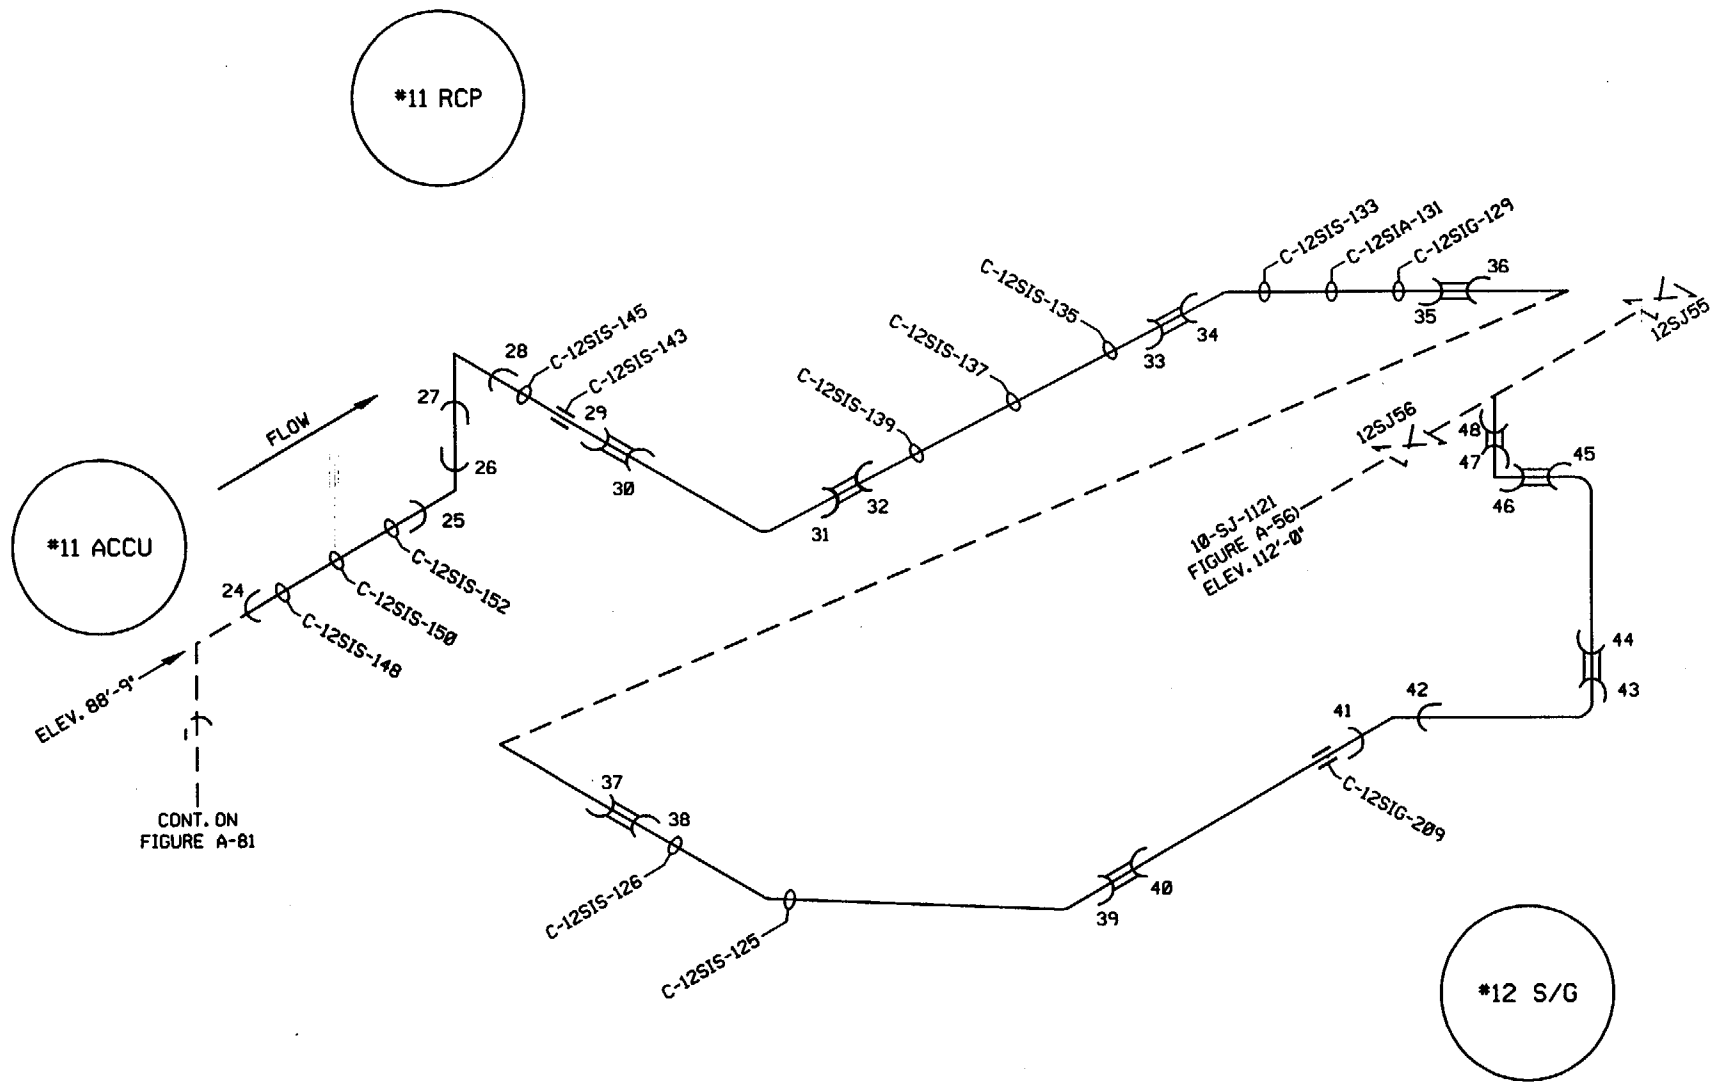 #11 RCP
C-12SIS-133
C-12SIA-131
C-12SIG-129
36
35
C-12SIS-135
34
33
12SJ55
C-12SIS-145
C-12SIS-143
28
C-12SIS-137
27
29
FLOW
C-12SIS-139
12SJ56
48
47
45
46
26
30
32
31
25
#11 ACCU
10-SJ-1121
FIGURE A-56)
ELEV. 112'-0"
C-12SIS-152
C-12SIS-150
C-12SIS-148
24
ELEV. 88'-9"
44
43
42
41
CONT. ON
FIGURE A-81
37
38
C-12SIG-209
40
39
C-12SIS-126
C-12SIS-125
#12 S/G